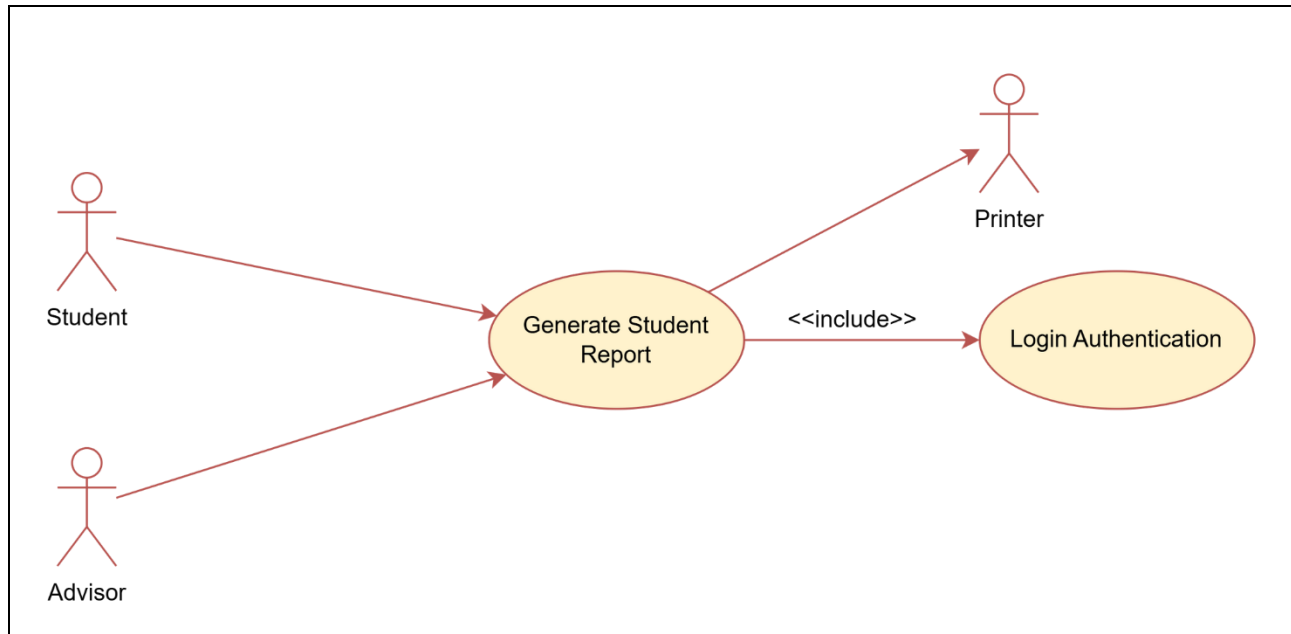 Printer
Student
Generate Student
Report
<<include>>
Login Authentication
Advisor